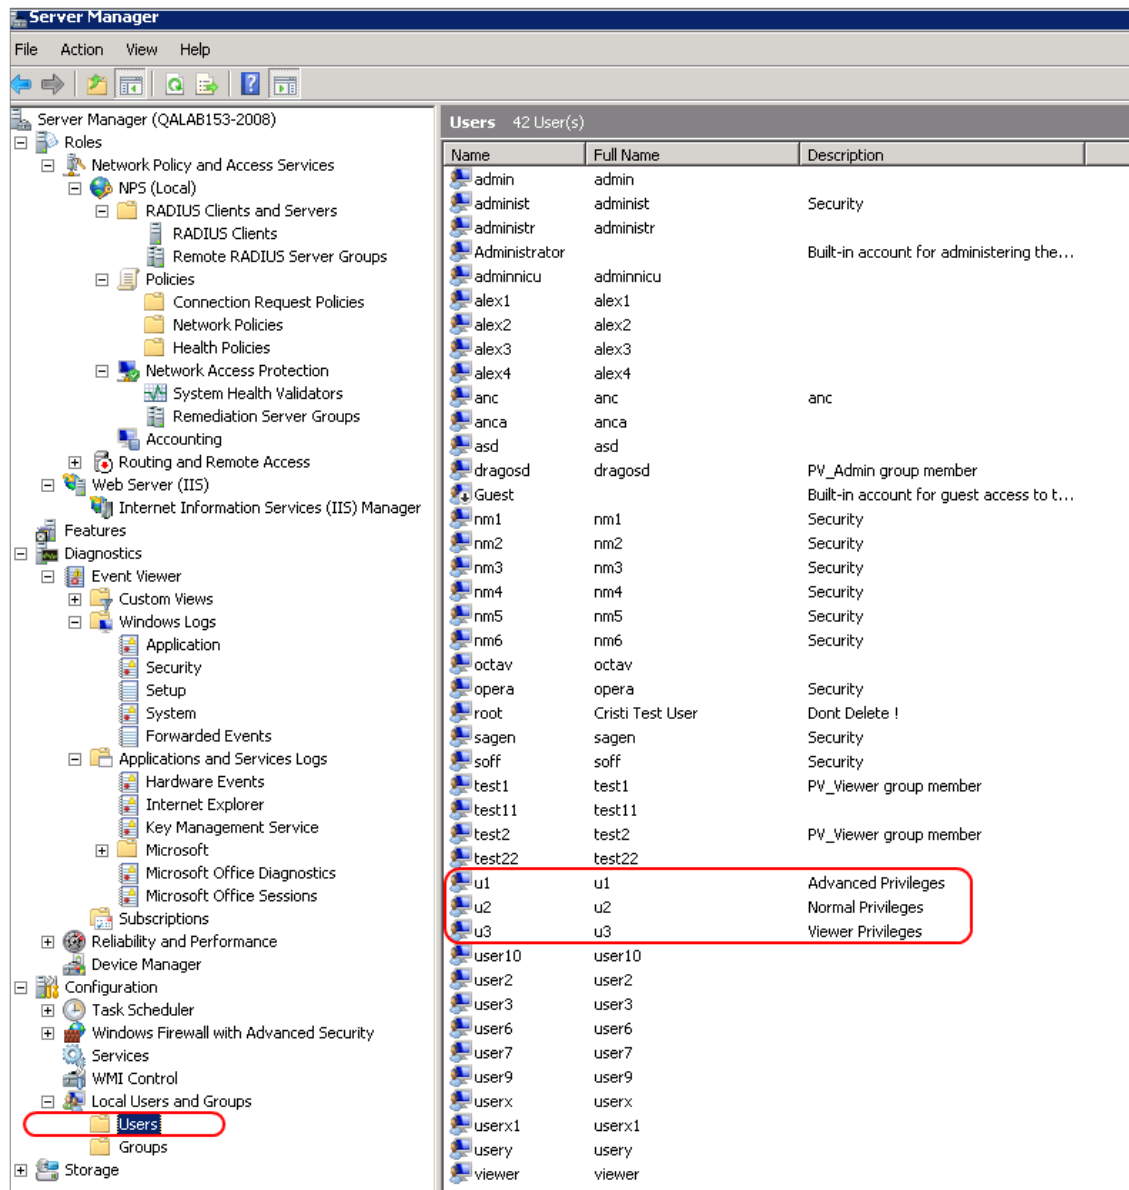 Server Manager
File Action View Help
Server Manager (QALAB153-2008)
Roles
Network Policy and Access Services
NPS (Local)
RADIUS Clients and Servers
RADIUS Clients
Remote RADIUS Server Groups
Policies
Connection Request Policies
Network Policies
Health Policies
Network Access Protection
System Health Validators
Remediation Server Groups
Accounting
Routing and Remote Access
Web Server (IIS)
Internet Information Services (IIS) Manager
Features
Diagnostics
Event Viewer
Custom Views
Windows Logs
Application
Security
Setup
System
Forwarded Events
Applications and Services Logs
Hardware Events
Internet Explorer
Key Management Service
Microsoft
Microsoft Office Diagnostics
Microsoft Office Sessions
Subscriptions
Reliability and Performance
Device Manager
Configuration
Task Scheduler
Windows Firewall with Advanced Security
Services
WMI Control
Local Users and Groups
Users
Groups
Storage
Users 42 User(s)
Name Full Name Description
admin admin
administ administ Security
administr administr
Administrator Built-in account for administering the...
adminnicu adminnicu
alex1 alex1
alex2 alex2
alex3 alex3
alex4 alex4
anc anc anc
anca anca
asd asd
dragosd dragosd PV_Admin group member
Guest Built-in account for guest access to t...
nm1 nm1 Security
nm2 nm2 Security
nm3 nm3 Security
nm4 nm4 Security
nm5 nm5 Security
nm6 nm6 Security
octav octav
opera opera Security
root Cristi Test User Dont Delete !
sagen sagen Security
soff soff Security
test1 test1 PV_Viewer group member
test11 test11
test2 test2 PV_Viewer group member
test22 test22
u1 u1 Advanced Privileges
u2 u2 Normal Privileges
u3 u3 Viewer Privileges
user10 user10
user2 user2
user3 user3
user6 user6
user7 user7
user9 user9
userx userx
userx1 userx1
usery usery
viewer viewer